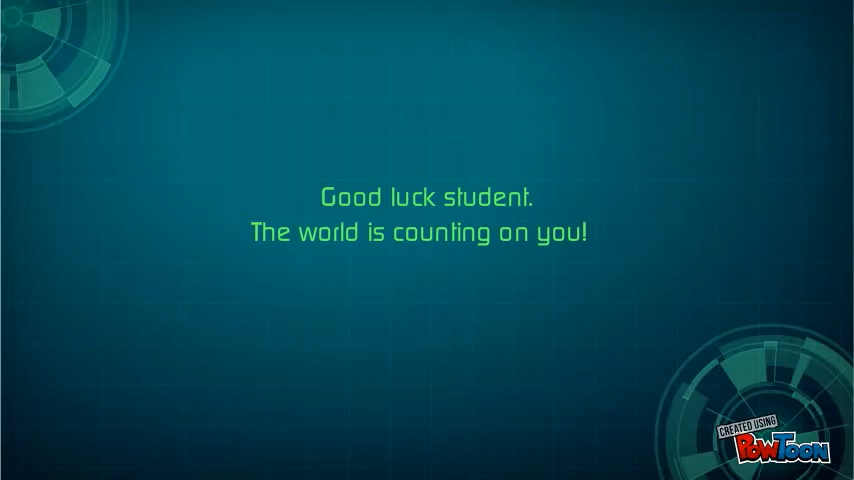 Good luck student.
The world is counting on you!
CREATED USING
PowToon